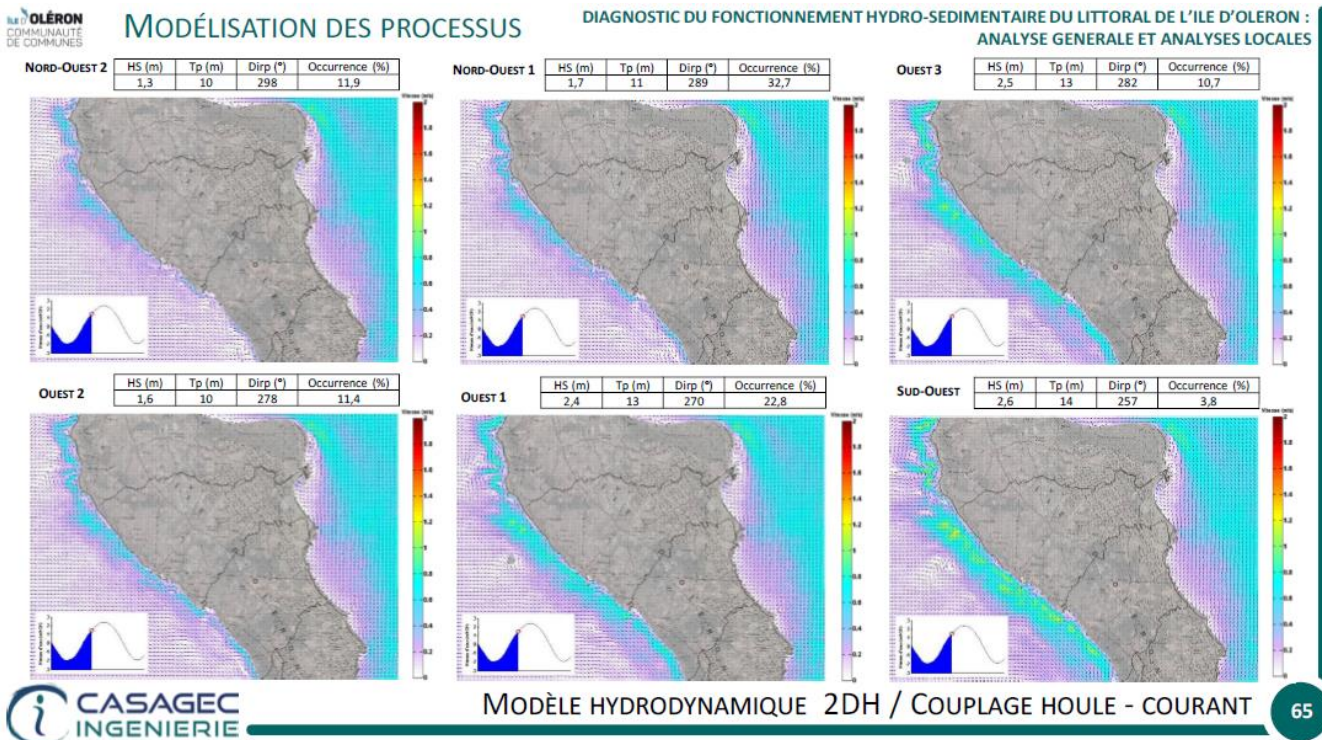 ILE D'OLÉRON
COMMUNAUTÉ
DE COMMUNES
MODÉLISATION DES PROCESSUS
DIAGNOSTIC DU FONCTIONNEMENT HYDRO-SEDIMENTAIRE DU LITTORAL DE L'ILE D'OLERON :
ANALYSE GENERALE ET ANALYSES LOCALES
NORD-OUEST 2
HS (m) Tp (m) Dirp (°) Occurrence (%)
1,3 10 298 11,9
NORD-OUEST 1
HS (m) Tp (m) Dirp (°) Occurrence (%)
1,7 11 289 32,7
OUEST 3
HS (m) Tp (m) Dirp (°) Occurrence (%)
2,5 13 282 10,7
OUEST 2
HS (m) Tp (m) Dirp (°) Occurrence (%)
1,6 10 278 11,4
OUEST 1
HS (m) Tp (m) Dirp (°) Occurrence (%)
2,4 13 270 22,8
SUD-OUEST
HS (m) Tp (m) Dirp (°) Occurrence (%)
2,6 14 257 3,8
CASAGEC
INGENIERIE
MODÈLE HYDRODYNAMIQUE 2DH / COUPLAGE HOULE - COURANT
65